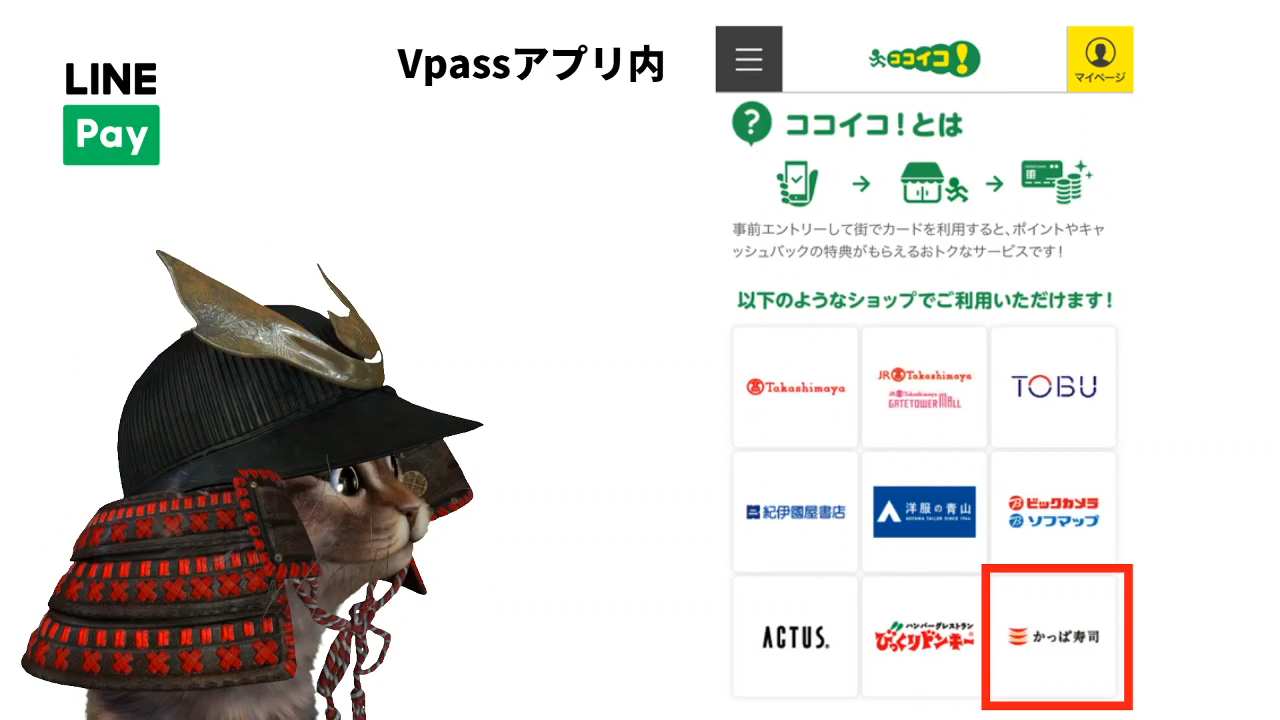 LINE
Pay
Vpassアプリ内
ココイコ!
マイページ
? ココイコ!とは
事前エントリーして街でカードを利用すると、ポイントやキャ
ッシュバックの特典がもらえるおトクなサービスです!
以下のようなショップでご利用いただけます!
Takashimaya
JR Takashimaya
JR Takashimaya
GATETOWER MALL
TOBU
紀伊國屋書店
洋服の青山
AOYAMA TAILOR SINCE 1964
ビックカメラ
ソフマップ
ACTUS®
ハンバーグレストラン
びっくりドンキー®
かっぱ寿司